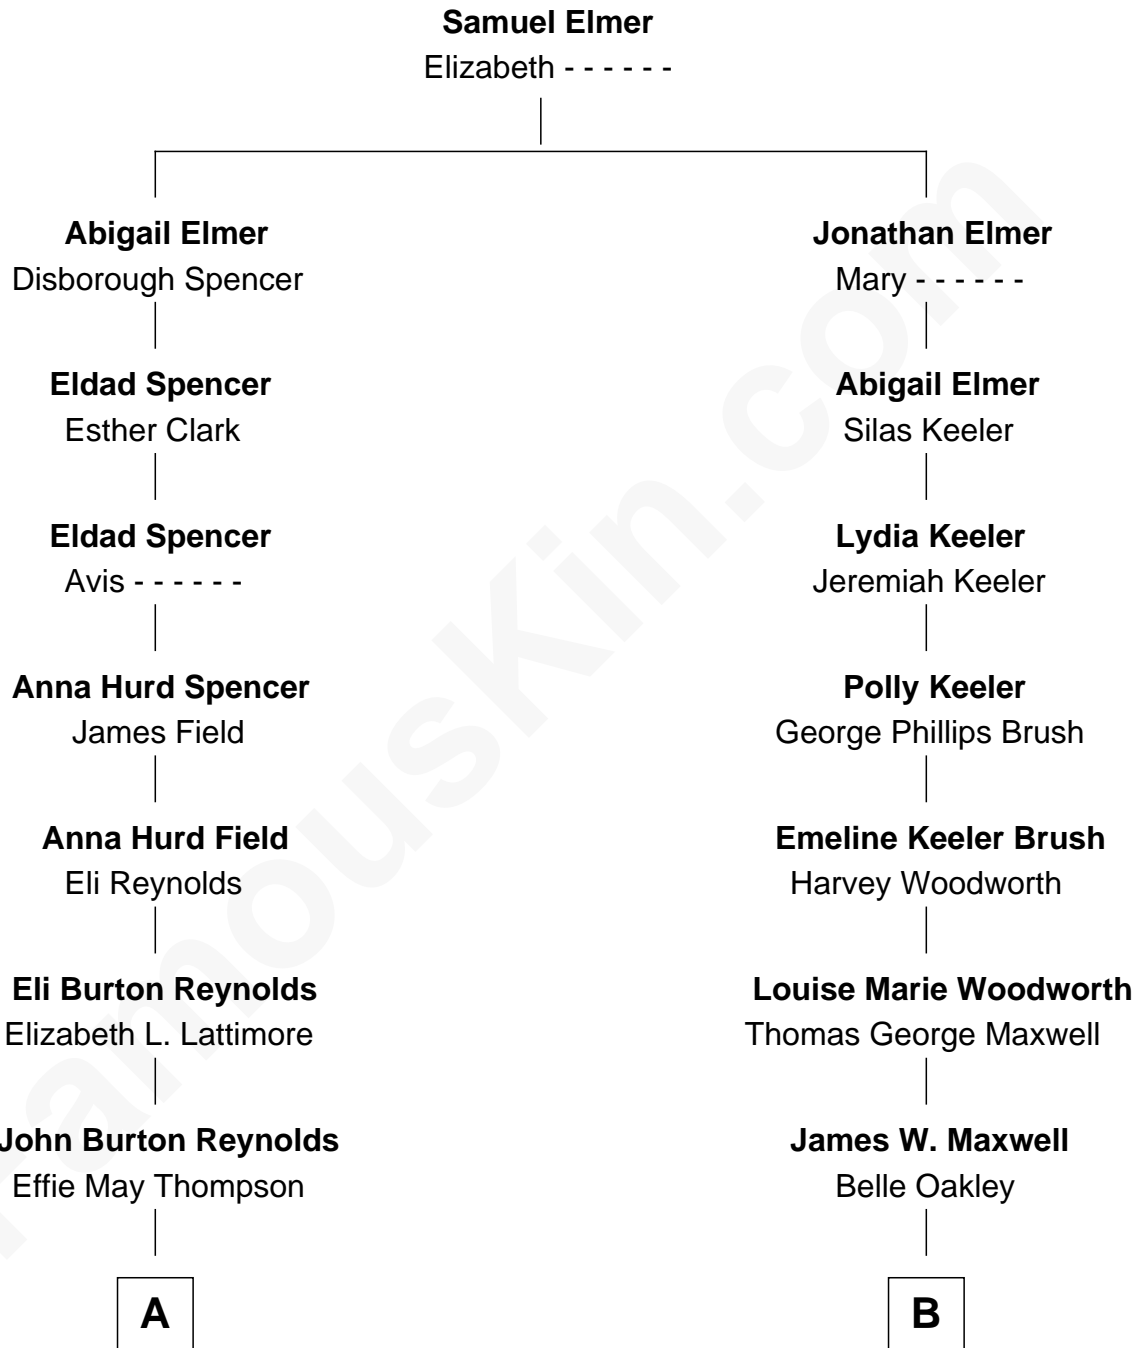 Samuel Elmer
Elizabeth - - - - - -
Abigail Elmer
Disborough Spencer
Eldad Spencer
Esther Clark
Eldad Spencer
Avis - - - - - -
Anna Hurd Spencer
James Field
Anna Hurd Field
Eli Reynolds
Eli Burton Reynolds
Elizabeth L. Lattimore
John Burton Reynolds
Effie May Thompson
A
Jonathan Elmer
Mary - - - - - -
Abigail Elmer
Silas Keeler
Lydia Keeler
Jeremiah Keeler
Polly Keeler
George Phillips Brush
Emeline Keeler Brush
Harvey Woodworth
Louise Marie Woodworth
Thomas George Maxwell
James W. Maxwell
Belle Oakley
B
FamousKin.com